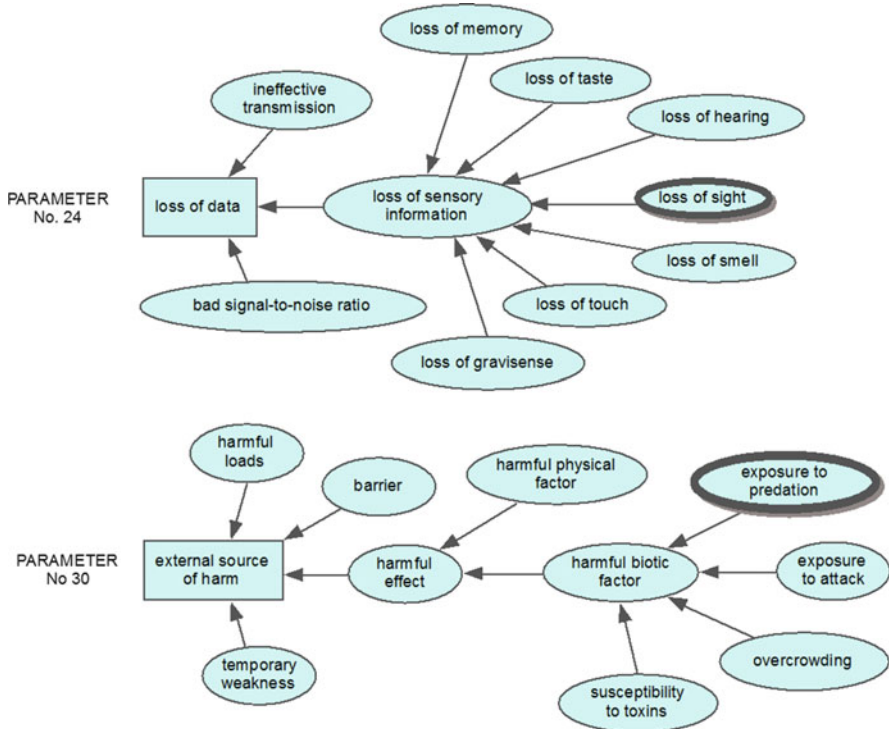 loss of memory
ineffective
transmission
loss of taste
loss of hearing
PARAMETER
No. 24
loss of data
loss of sensory
information
loss of sight
loss of smell
bad signal-to-noise ratio
loss of touch
loss of gravisense
harmful
loads
barrier
harmful physical
factor
exposure to
predation
PARAMETER
No 30
external source
of harm
harmful
effect
harmful biotic
factor
exposure
to attack
temporary
weakness
susceptibility
to toxins
overcrowding